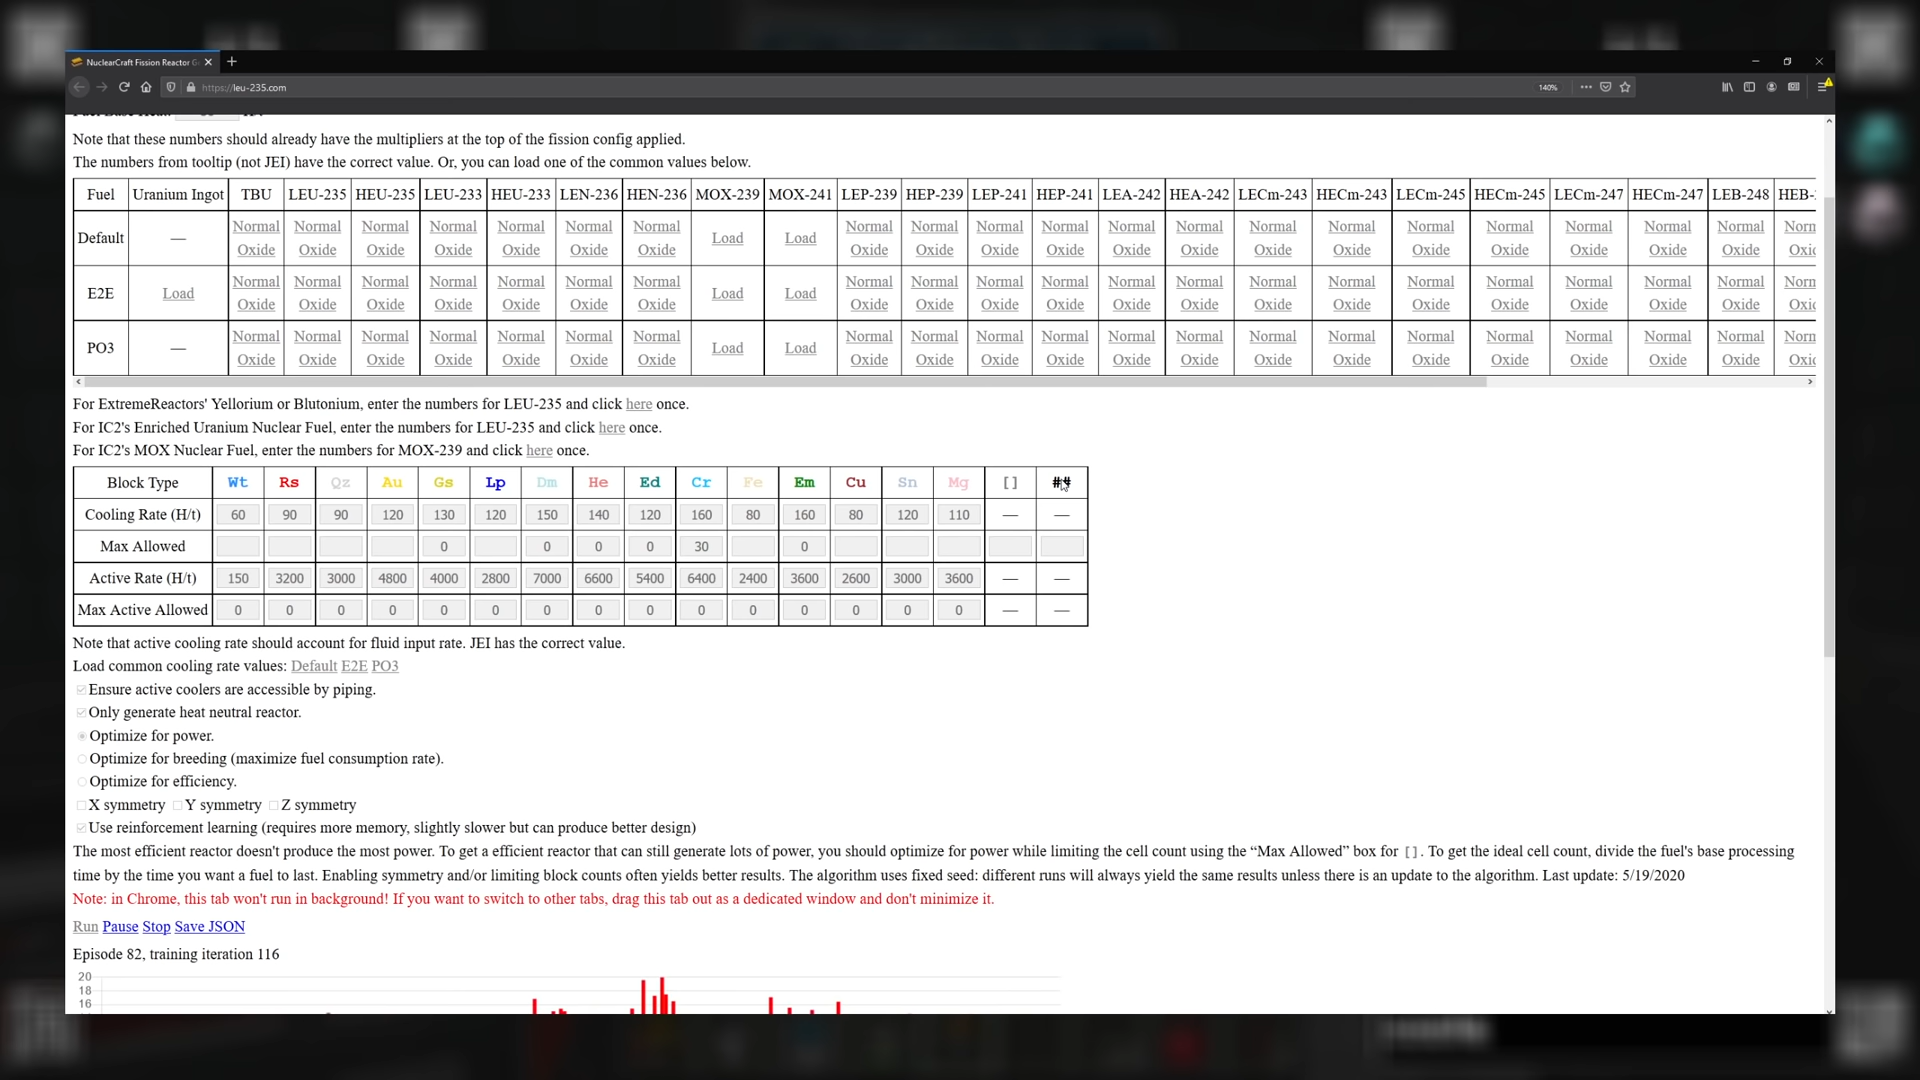 NuclearCraft Fission Reactor G
https://leu-235.com
140%
Note that these numbers should already have the multipliers at the top of the fission config applied.
The numbers from tooltip (not JEI) have the correct value. Or, you can load one of the common values below.
Fuel Uranium Ingot TBU LEU-235 HEU-235 LEU-233 HEU-233 LEN-236 HEN-236 MOX-239 MOX-241 LEP-239 HEP-239 LEP-241 HEP-241 LEA-242 HEA-242 LECm-243 HECm-243 LECm-245 HECm-245 LECm-247 HECm-247 LEB-248 HEB-
Default — Normal Oxide Normal Oxide Normal Oxide Normal Oxide Normal Oxide Normal Oxide Normal Oxide Load Load Normal Oxide Normal Oxide Normal Oxide Normal Oxide Normal Oxide Normal Oxide Normal Oxide Normal Oxide Normal Oxide Normal Oxide Normal Oxide Normal Oxide Normal Oxide
E2E Load Normal Oxide Normal Oxide Normal Oxide Normal Oxide Normal Oxide Normal Oxide Normal Oxide Load Load Normal Oxide Normal Oxide Normal Oxide Normal Oxide Normal Oxide Normal Oxide Normal Oxide Normal Oxide Normal Oxide Normal Oxide Normal Oxide Normal Oxide Normal Oxide
PO3 — Normal Oxide Normal Oxide Normal Oxide Normal Oxide Normal Oxide Normal Oxide Normal Oxide Load Load Normal Oxide Normal Oxide Normal Oxide Normal Oxide Normal Oxide Normal Oxide Normal Oxide Normal Oxide Normal Oxide Normal Oxide Normal Oxide Normal Oxide Normal Oxide
For ExtremeReactors' Yellorium or Blutonium, enter the numbers for LEU-235 and click here once.
For IC2's Enriched Uranium Nuclear Fuel, enter the numbers for LEU-235 and click here once.
For IC2's MOX Nuclear Fuel, enter the numbers for MOX-239 and click here once.
Block Type Wt Rs Qz Au Gs Lp Dm He Ed Cr Fe Em Cu Sn Mg [] ##
Cooling Rate (H/t) 60 90 90 120 130 120 150 140 120 160 80 160 80 120 110 — —
Max Allowed 0 0 0 0 30 0
Active Rate (H/t) 150 3200 3000 4800 4000 2800 7000 6600 5400 6400 2400 3600 2600 3000 3600 — —
Max Active Allowed 0 0 0 0 0 0 0 0 0 0 0 0 0 0 0 — —
Note that active cooling rate should account for fluid input rate. JEI has the correct value.
Load common cooling rate values: Default E2E PO3
Ensure active coolers are accessible by piping.
Only generate heat neutral reactor.
Optimize for power.
Optimize for breeding (maximize fuel consumption rate).
Optimize for efficiency.
X symmetry Y symmetry Z symmetry
Use reinforcement learning (requires more memory, slightly slower but can produce better design)
The most efficient reactor doesn't produce the most power. To get a efficient reactor that can still generate lots of power, you should optimize for power while limiting the cell count using the “Max Allowed” box for []. To get the ideal cell count, divide the fuel's base processing
time by the time you want a fuel to last. Enabling symmetry and/or limiting block counts often yields better results. The algorithm uses fixed seed: different runs will always yield the same results unless there is an update to the algorithm. Last update: 5/19/2020
Note: in Chrome, this tab won't run in background! If you want to switch to other tabs, drag this tab out as a dedicated window and don't minimize it.
Run Pause Stop Save JSON
Episode 82, training iteration 116
20
18
16